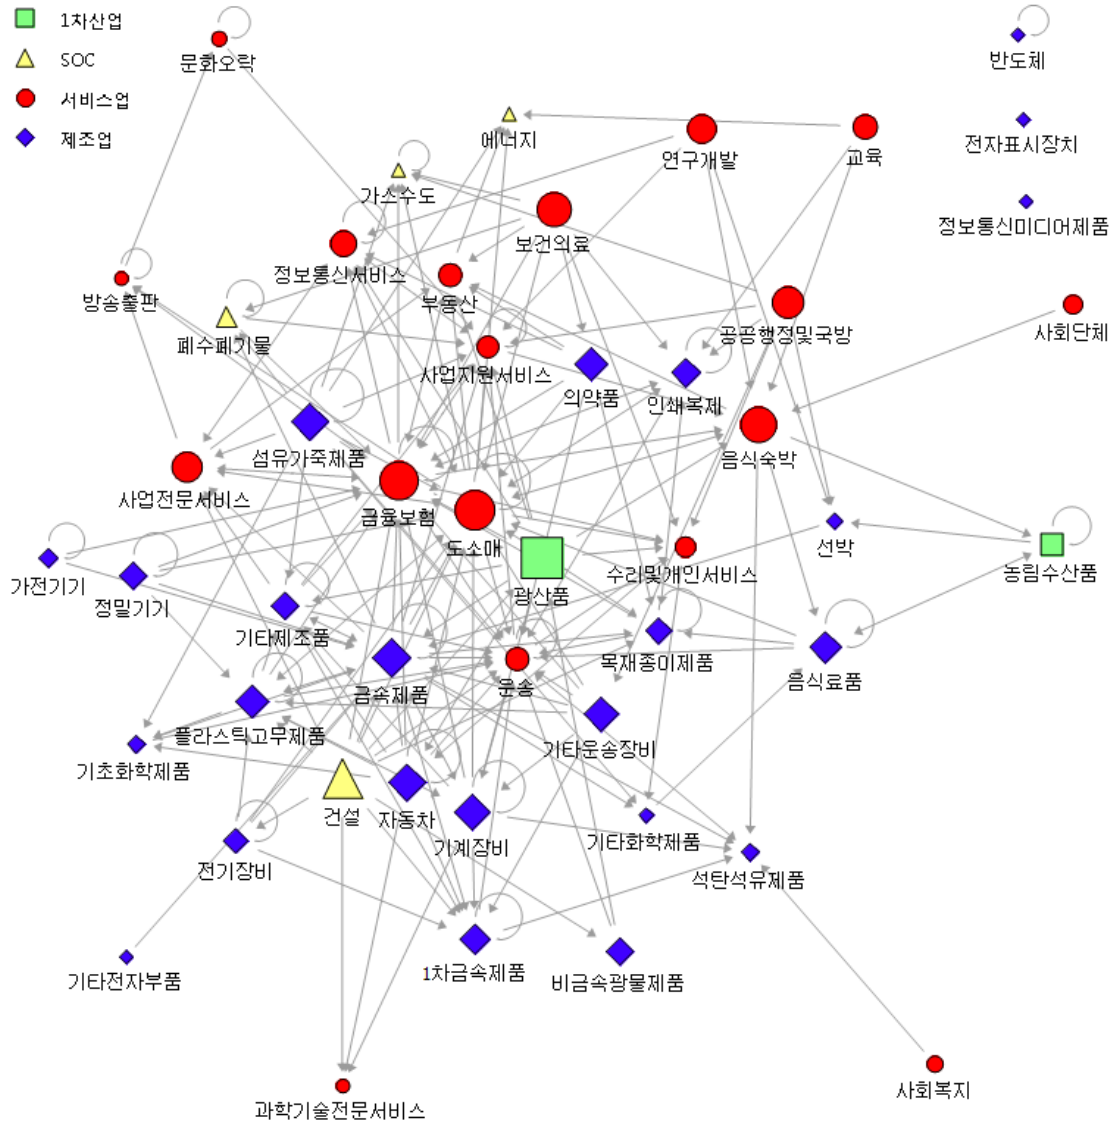 1차산업
SOC
서비스업
제조업
문화오락
반도체
에너지
전자표시장치
연구개발
교육
가스수도
정보통신미디어제품
보건의료
정보통신서비스
부동산
방송출판
공공행정및국방
사회단체
폐수폐기물
사업지원서비스
의약품
인쇄복제
섬유가죽제품
음식숙박
사업전문서비스
금융보험
도소매
선박
농림수산품
수리및개인서비스
가전기기
정밀기기
광산품
기타제조품
목재종이제품
음식료품
금속제품
운송
플라스틱고무제품
기타운송장비
기초화학제품
건설
자동차
기계장비
기타화학제품
전기장비
석탄석유제품
1차금속제품
비금속광물제품
기타전자부품
사회복지
과학기술전문서비스